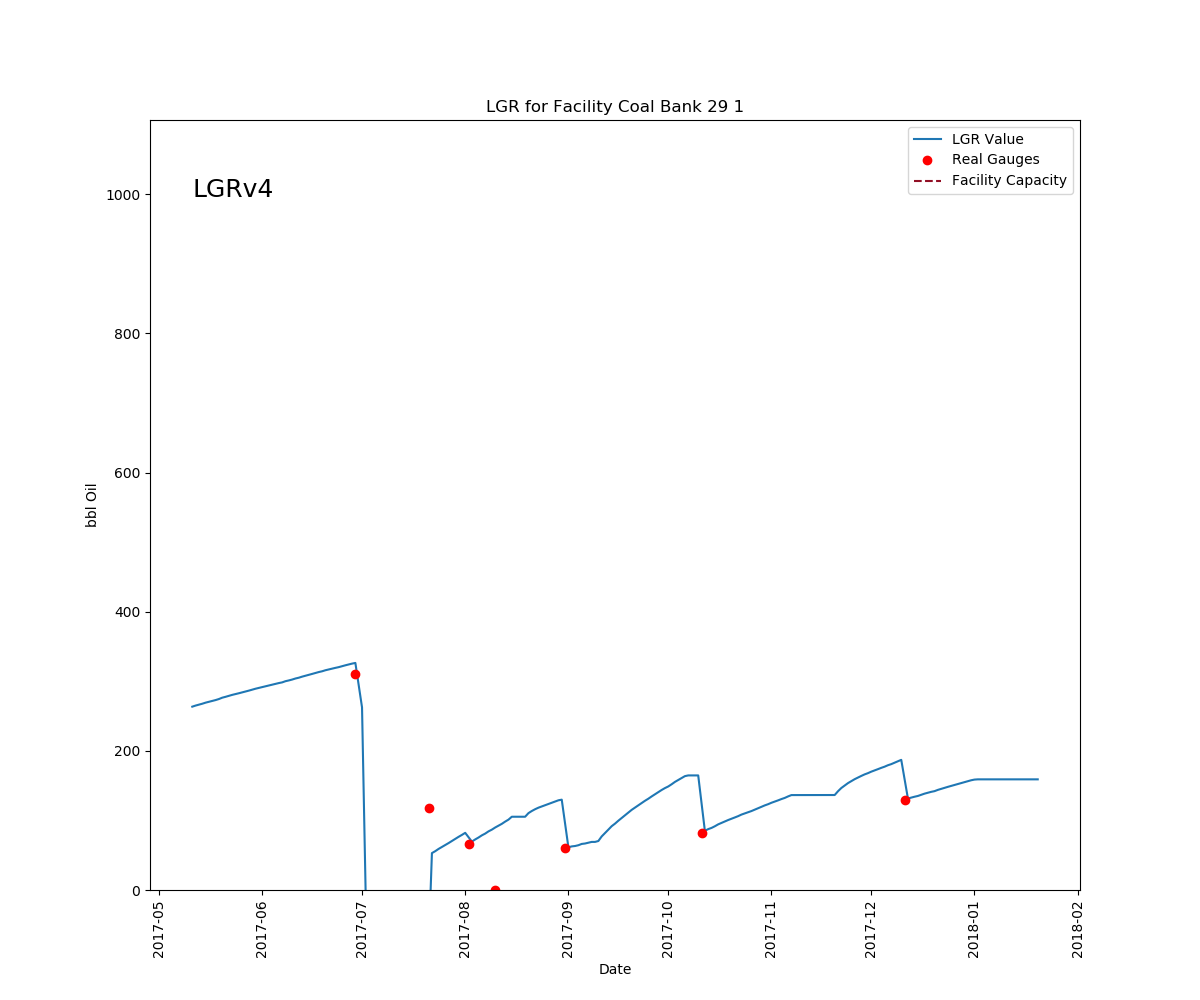 LGR for Facility Coal Bank 29 1
LGRv4
LGR Value
Real Gauges
Facility Capacity
bbl Oil
1000
800
600
400
200
0
2017-05
2017-06
2017-07
2017-08
2017-09
2017-10
2017-11
2017-12
2018-01
2018-02
Date